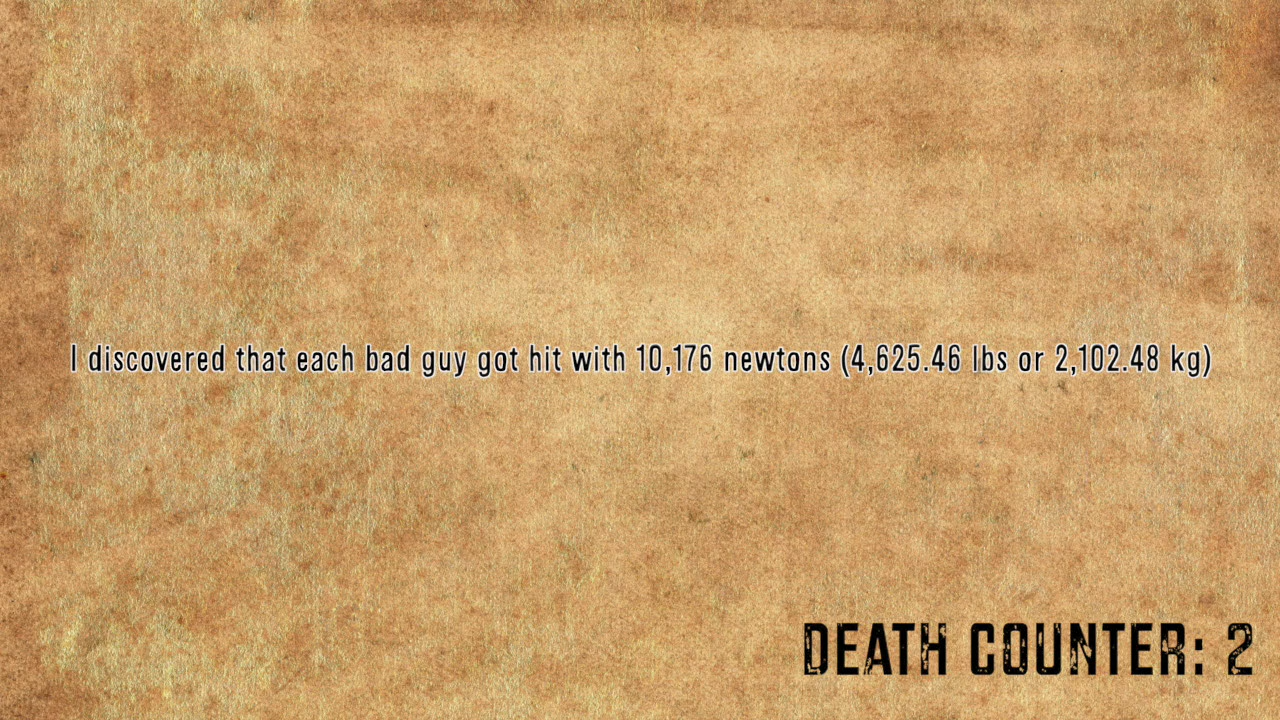 I discovered that each bad guy got hit with 10,176 newtons (4,625.46 lbs or 2,102.48 kg)
DEATH COUNTER: 2